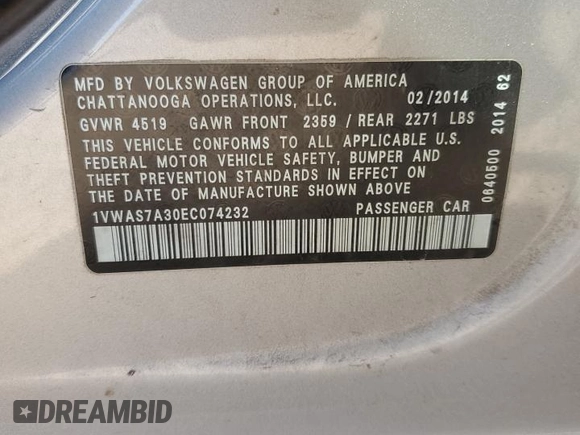 MFD BY VOLKSWAGEN GROUP OF AMERICA
CHATTANOOGA OPERATIONS, LLC. 02/2014
GVWR 4519 GAWR FRONT 2359 / REAR 2271 LBS
THIS VEHICLE CONFORMS TO ALL APPLICABLE U.S.
FEDERAL MOTOR VEHICLE SAFETY, BUMPER AND
THEFT PREVENTION STANDARDS IN EFFECT ON
THE DATE OF MANUFACTURE SHOWN ABOVE
1VWAS7A30EC074232 PASSENGER CAR
0640500 2014 62
DREAMBID